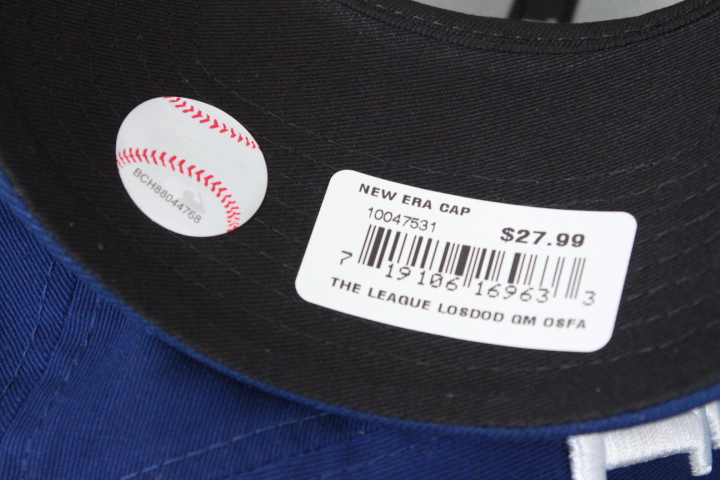 BCH88044768
NEW ERA CAP
10047531
$27.99
7 19106 16963 3
THE LEAGUE LOSDOD GM OSFA